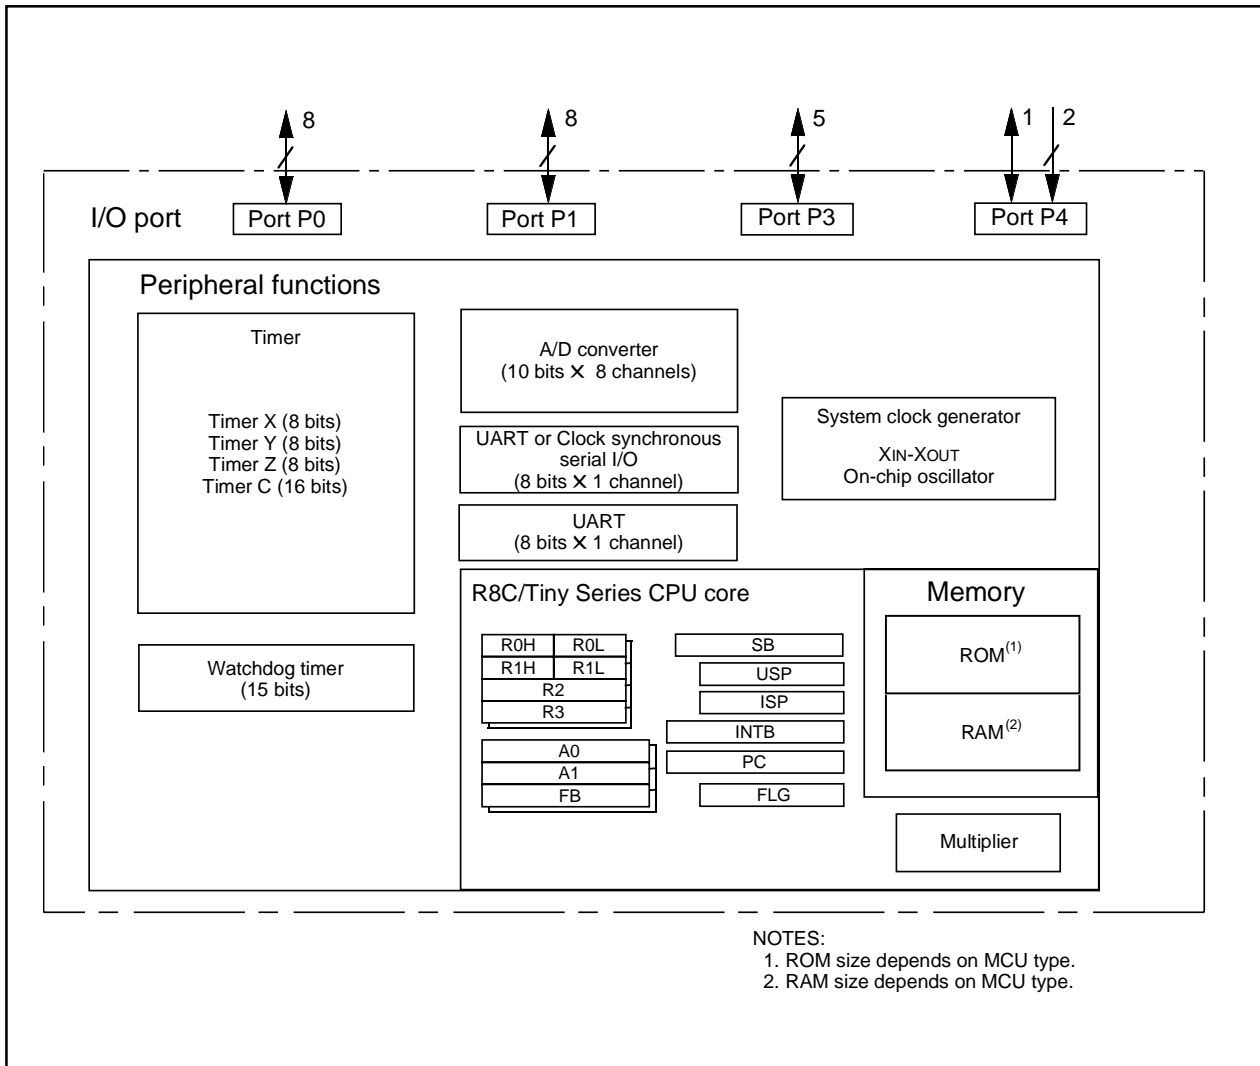 8
8
5
1
2
I/O port
Port P0
Port P1
Port P3
Port P4
Peripheral functions
Timer
Timer X (8 bits)
Timer Y (8 bits)
Timer Z (8 bits)
Timer C (16 bits)
Watchdog timer
(15 bits)
A/D converter
(10 bits × 8 channels)
UART or Clock synchronous
serial I/O
(8 bits × 1 channel)
UART
(8 bits × 1 channel)
System clock generator
XIN-XOUT
On-chip oscillator
R8C/Tiny Series CPU core
R0H R0L
R1H R1L
R2
R3
A0
A1
FB
SB
USP
ISP
INTB
PC
FLG
Memory
ROM(1)
RAM(2)
Multiplier
NOTES:
1. ROM size depends on MCU type.
2. RAM size depends on MCU type.